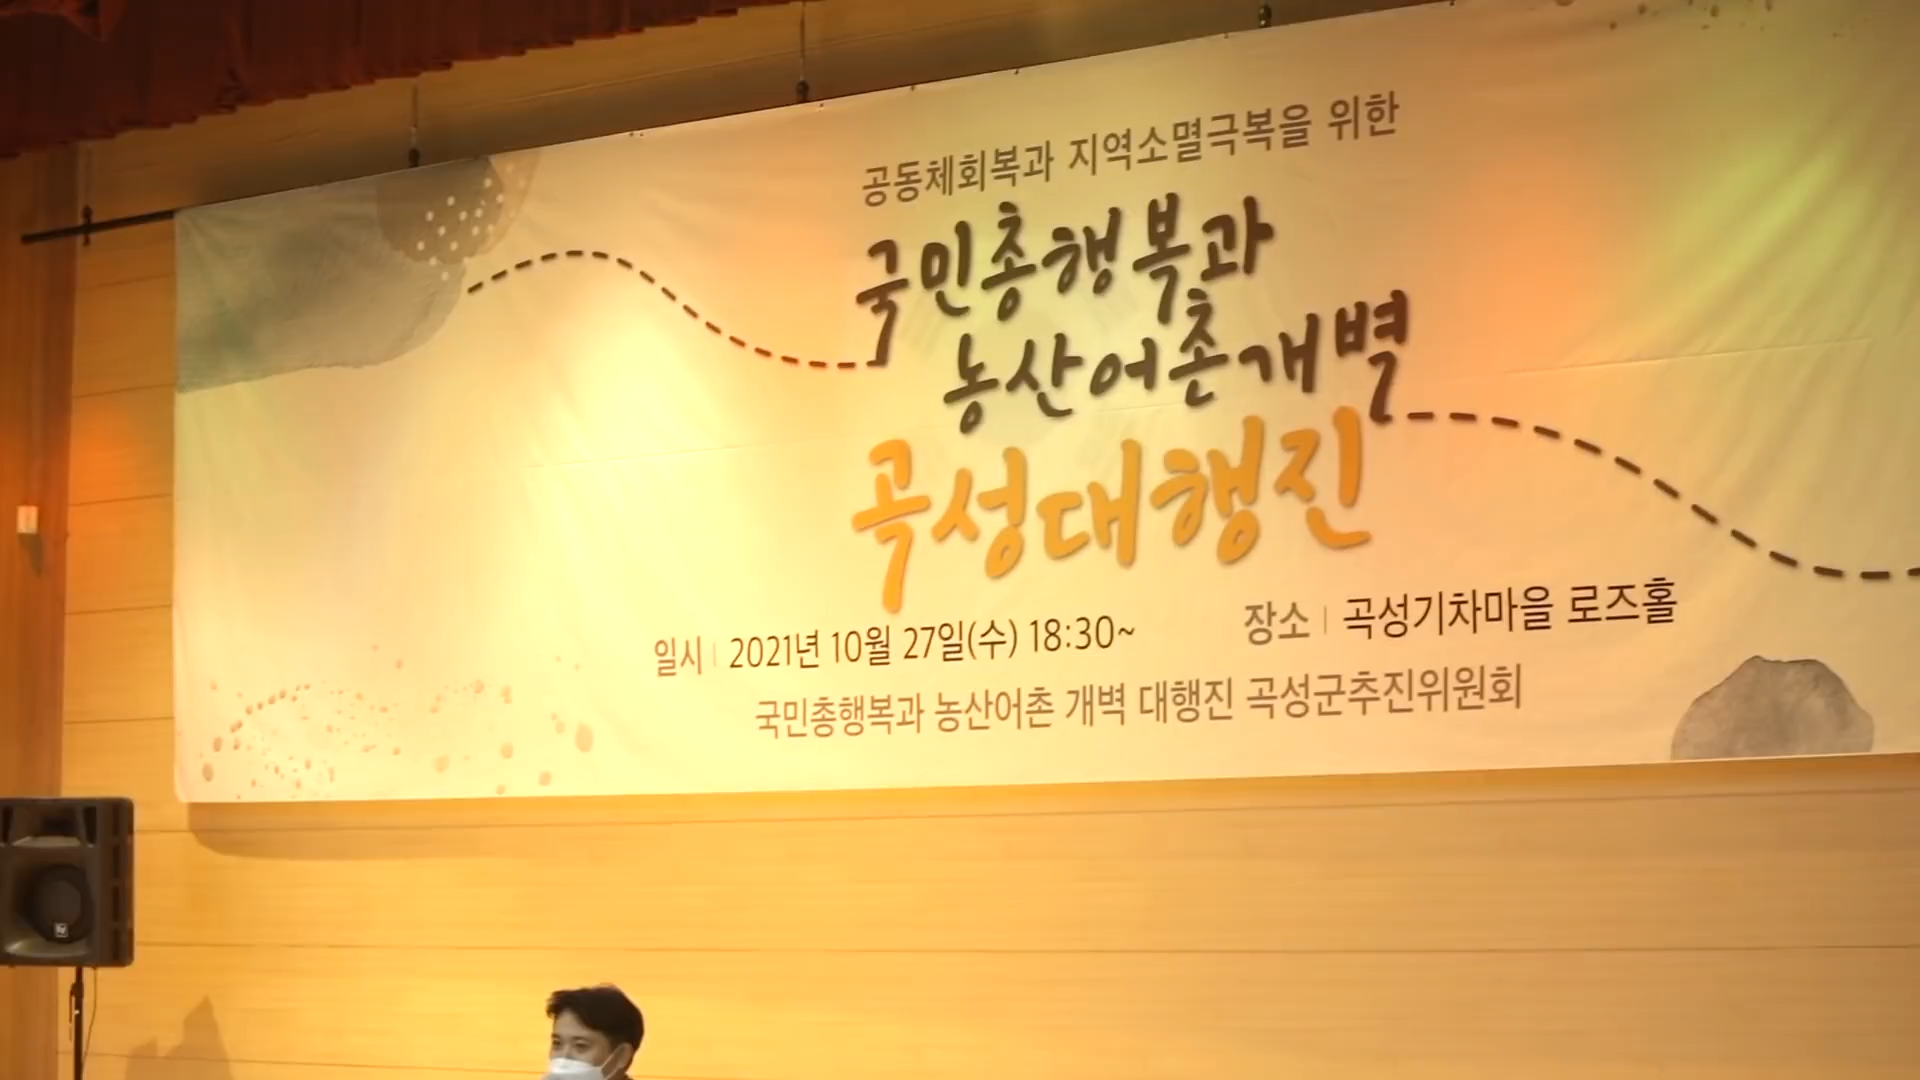 공동체회복과 지역소멸극복을 위한
국민총행복과
농산어촌개벽
곡성대행진
일시 | 2021년 10월 27일(수) 18:30~ 장소 | 곡성기차마을 로즈홀
국민총행복과 농산어촌 개벽 대행진 곡성군추진위원회